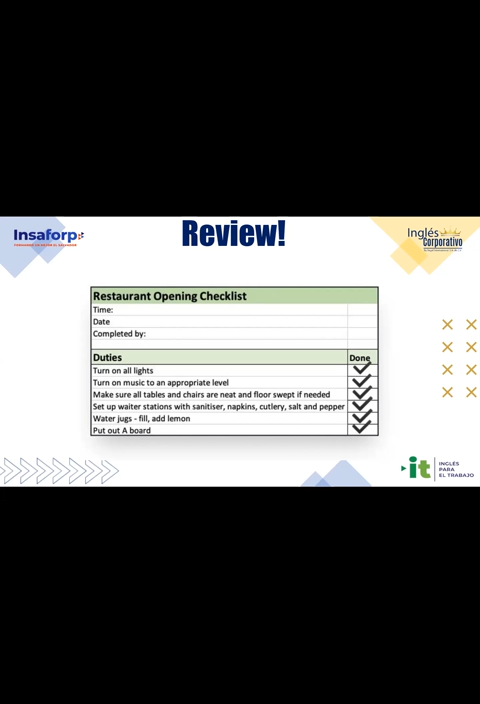 Review!
Insaforp
Inglés
Corporativo
Restaurant Opening Checklist
Time:
Date
Completed by:
Duties Done
Turn on all lights
Turn on music to an appropriate level
Make sure all tables and chairs are neat and floor swept if needed
Set up waiter stations with sanitiser, napkins, cutlery, salt and pepper
Water jugs - fill, add lemon
Put out A board
it
INGLÉS
PARA
EL TRABAJO